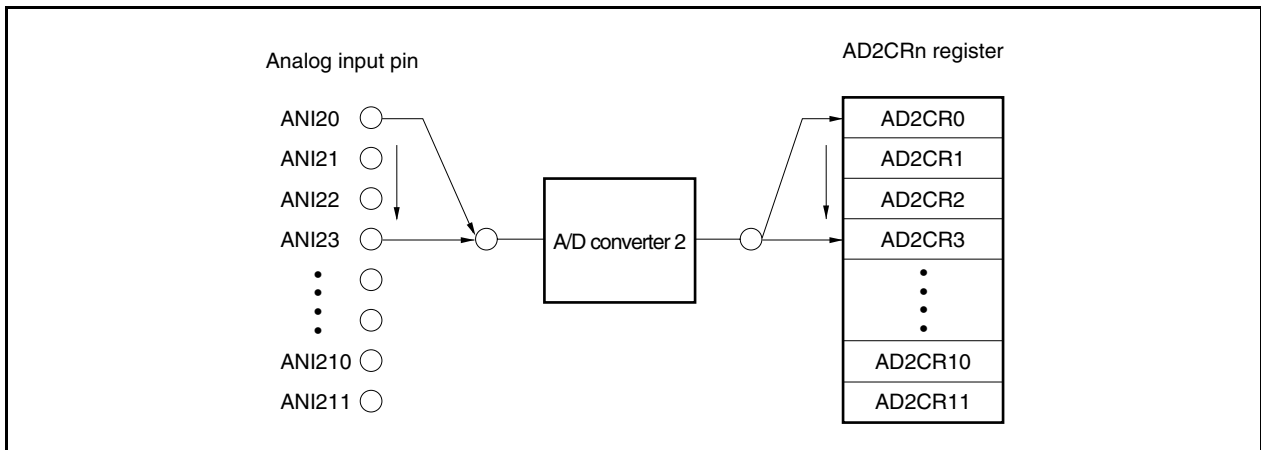 Analog input pin
AD2CRn register
ANI20
ANI21
ANI22
ANI23
ANI210
ANI211
A/D converter 2
AD2CR0
AD2CR1
AD2CR2
AD2CR3
AD2CR10
AD2CR11